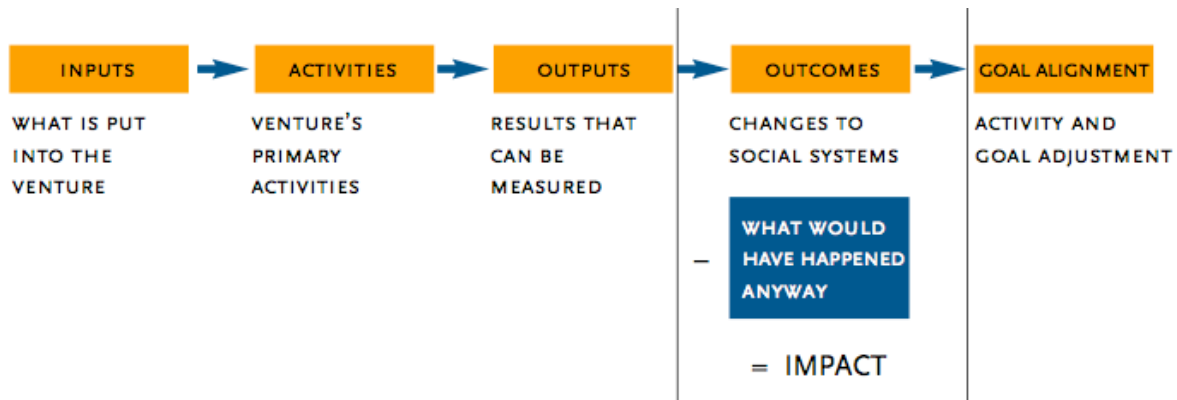 INPUTS
ACTIVITIES
OUTPUTS
OUTCOMES
GOAL ALIGNMENT
WHAT IS PUT
INTO THE
VENTURE
VENTURE'S
PRIMARY
ACTIVITIES
RESULTS THAT
CAN BE
MEASURED
CHANGES TO
SOCIAL SYSTEMS
ACTIVITY AND
GOAL ADJUSTMENT
–
WHAT WOULD
HAVE HAPPENED
ANYWAY
= IMPACT